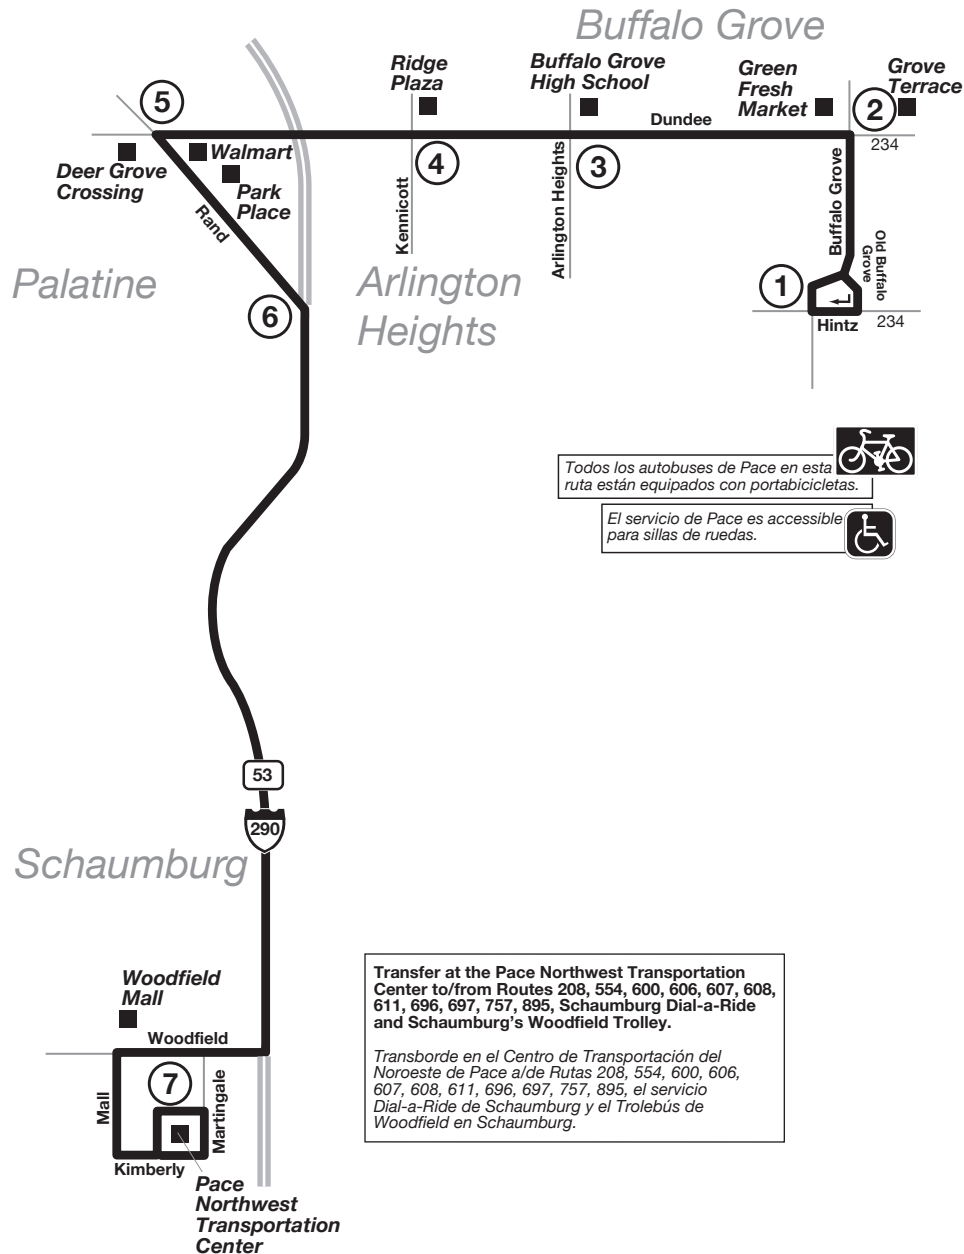 Buffalo Grove
Ridge
Plaza
Buffalo Grove
High School
Green
Fresh
Market
Grove
Terrace
5
2
Dundee
234
Walmart
Deer Grove
Crossing
Park
Place
4
3
Rand
Kennicott
Arlington Heights
Buffalo Grove
Old Buffalo
Grove
Palatine
Arlington
Heights
1
6
Hintz
234
Todos los autobuses de Pace en esta
ruta están equipados con portabicicletas.
El servicio de Pace es accessible
para sillas de ruedas.
53
290
Schaumburg
Woodfield
Mall
Woodfield
7
Mall
Martingale
Kimberly
Pace
Northwest
Transportation
Center
Transfer at the Pace Northwest Transportation
Center to/from Routes 208, 554, 600, 606, 607, 608,
611, 696, 697, 757, 895, Schaumburg Dial-a-Ride
and Schaumburg's Woodfield Trolley.
Transborde en el Centro de Transportación del
Noroeste de Pace a/de Rutas 208, 554, 600, 606,
607, 608, 611, 696, 697, 757, 895, el servicio
Dial-a-Ride de Schaumburg y el Trolebús de
Woodfield en Schaumburg.